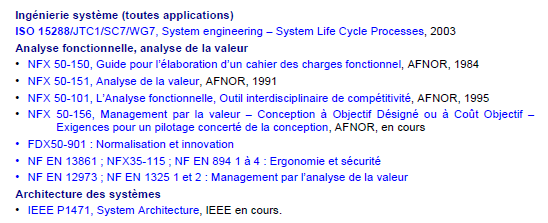 Ingénierie système (toutes applications)
ISO 15288/JTC1/SC7/WG7, System engineering – System Life Cycle Processes, 2003
Analyse fonctionnelle, analyse de la valeur
• NFX 50-150, Guide pour l'élaboration d'un cahier des charges fonctionnel, AFNOR, 1984
• NFX 50-151, Analyse de la valeur, AFNOR, 1991
• NFX 50-101, L'Analyse fonctionnelle, Outil interdisciplinaire de compétitivité, AFNOR, 1995
• NFX 50-156, Management par la valeur – Conception à Objectif Désigné ou à Coût Objectif –
Exigences pour un pilotage concerté de la conception, AFNOR, en cours
• FDX50-901 : Normalisation et innovation
• NF EN 13861 ; NFX35-115 ; NF EN 894 1 à 4 : Ergonomie et sécurité
• NF EN 12973 ; NF EN 1325 1 et 2 : Management par l'analyse de la valeur
Architecture des systèmes
• IEEE P1471, System Architecture, IEEE en cours.